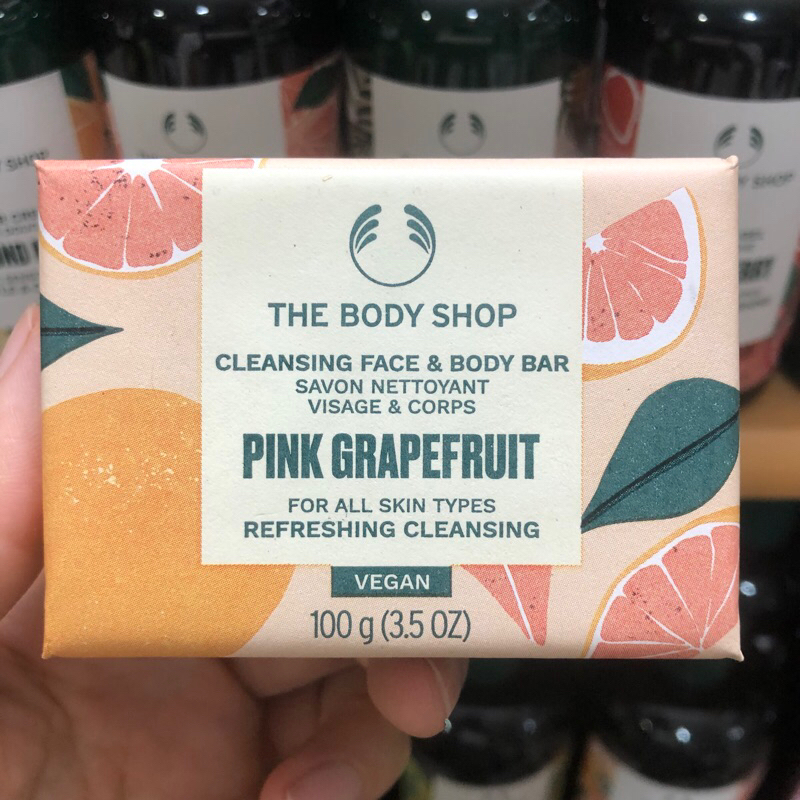 THE BODY SHOP
CLEANSING FACE & BODY BAR
SAVON NETTOYANT
VISAGE & CORPS
PINK GRAPEFRUIT
FOR ALL SKIN TYPES
REFRESHING CLEANSING
VEGAN
100 g (3.5 OZ)